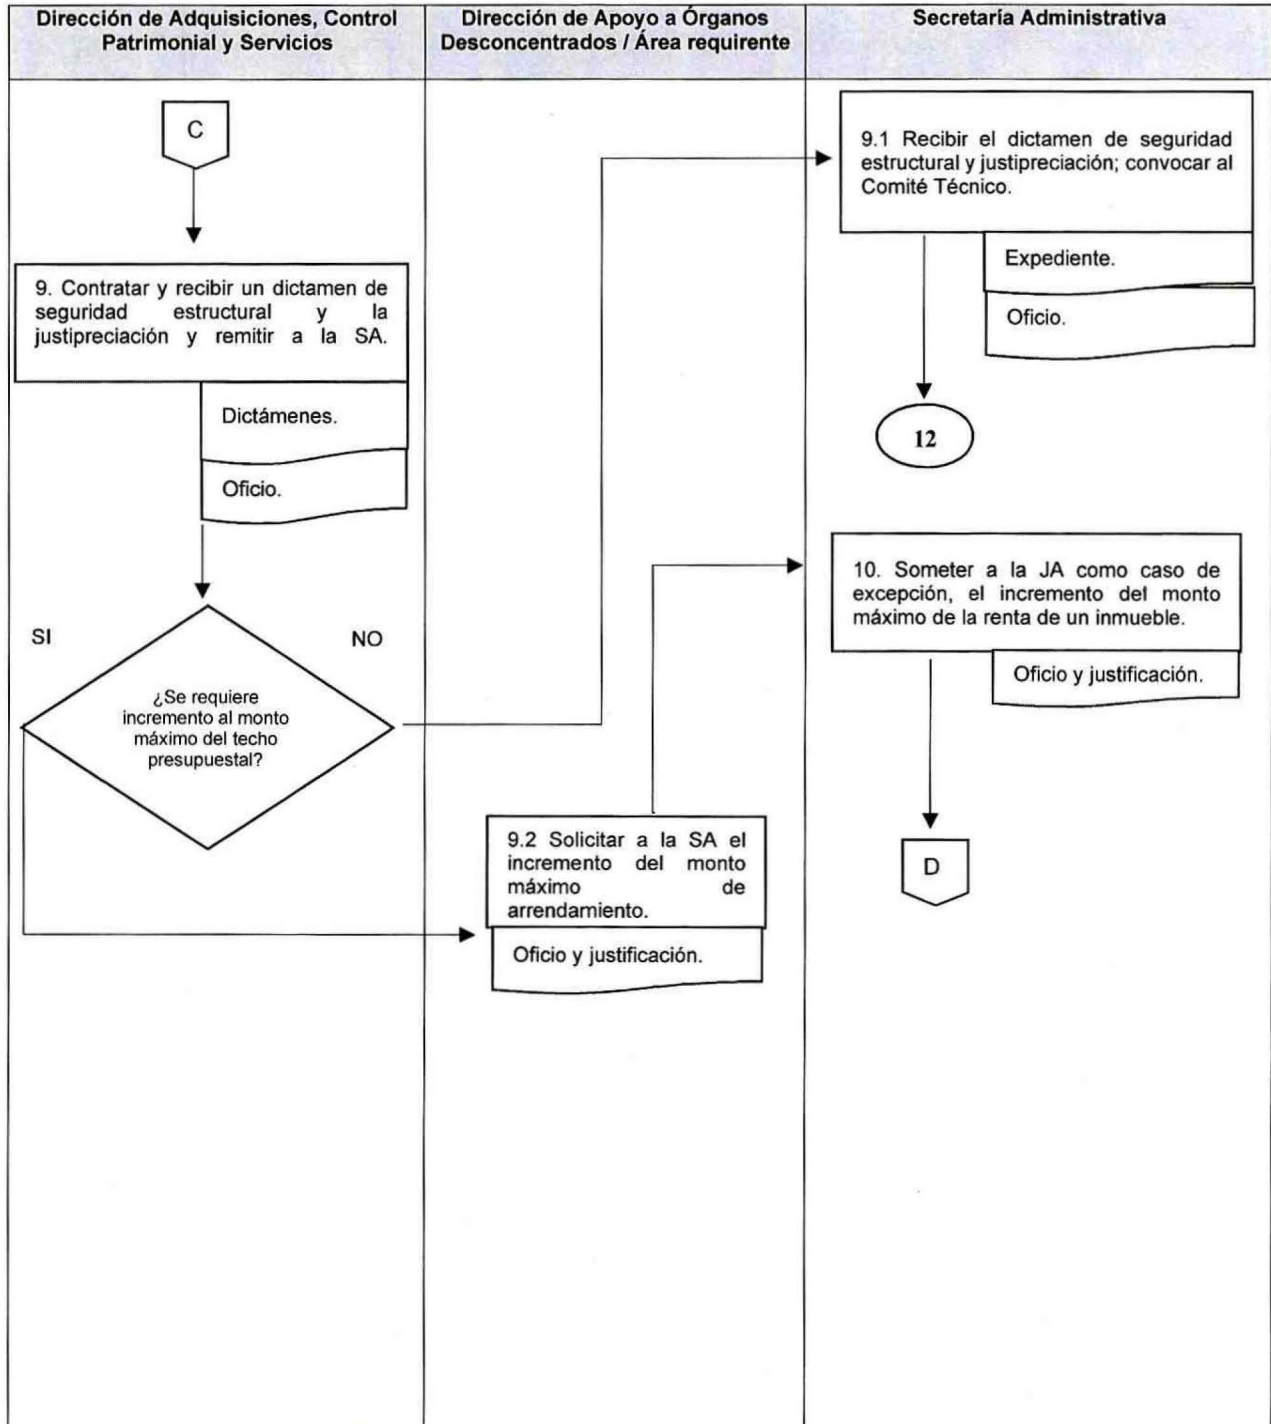 Dirección de Adquisiciones, Control
Patrimonial y Servicios
Dirección de Apoyo a Órganos
Desconcentrados / Área requirente
Secretaría Administrativa
C
9. Contratar y recibir un dictamen de
seguridad estructural y la
justipreciación y remitir a la SA.
Dictámenes.
Oficio.
SI
NO
¿Se requiere
incremento al monto
máximo del techo
presupuestal?
9.2 Solicitar a la SA el
incremento del monto
máximo de
arrendamiento.
Oficio y justificación.
9.1 Recibir el dictamen de seguridad
estructural y justipreciación; convocar al
Comité Técnico.
Expediente.
Oficio.
12
10. Someter a la JA como caso de
excepción, el incremento del monto
máximo de la renta de un inmueble.
Oficio y justificación.
D